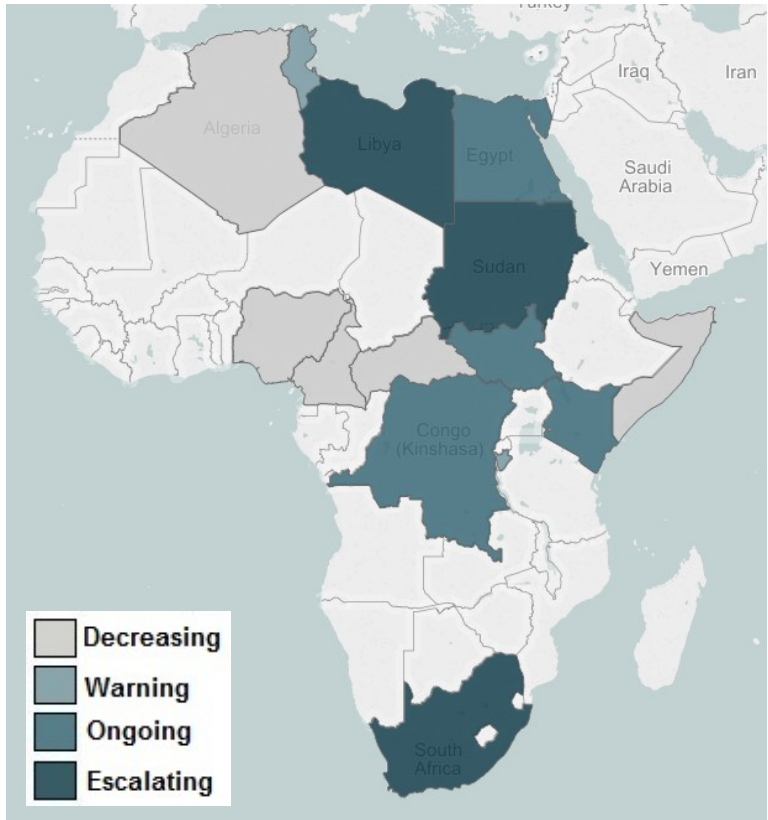 Turkey
Iraq
Iran
Algeria
Libya
Egypt
Saudi
Arabia
Sudan
Yemen
Congo
(Kinshasa)
South
Africa
Decreasing
Warning
Ongoing
Escalating